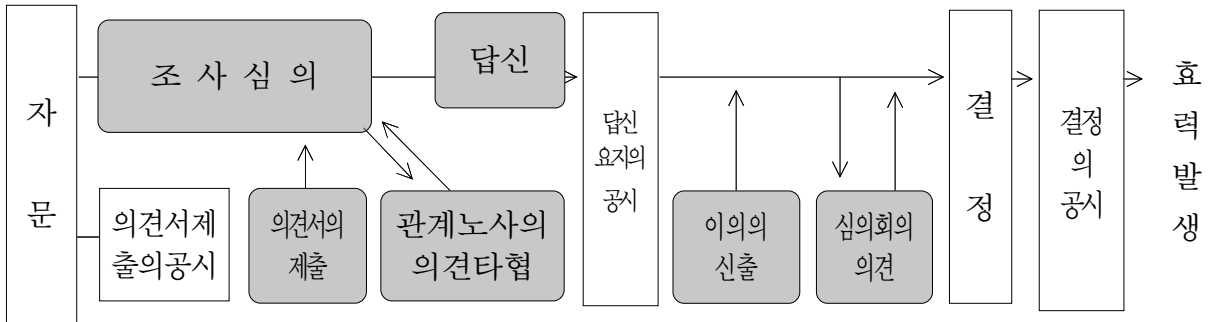 자
문
조 사 심 의
답신
의견서제
출의공시
의견서의
제출
관계노사의
의견타협
답신
요지의
공시
이의의
신출
심의회의
의견
결
정
결정
의
공시
효
력
발
생